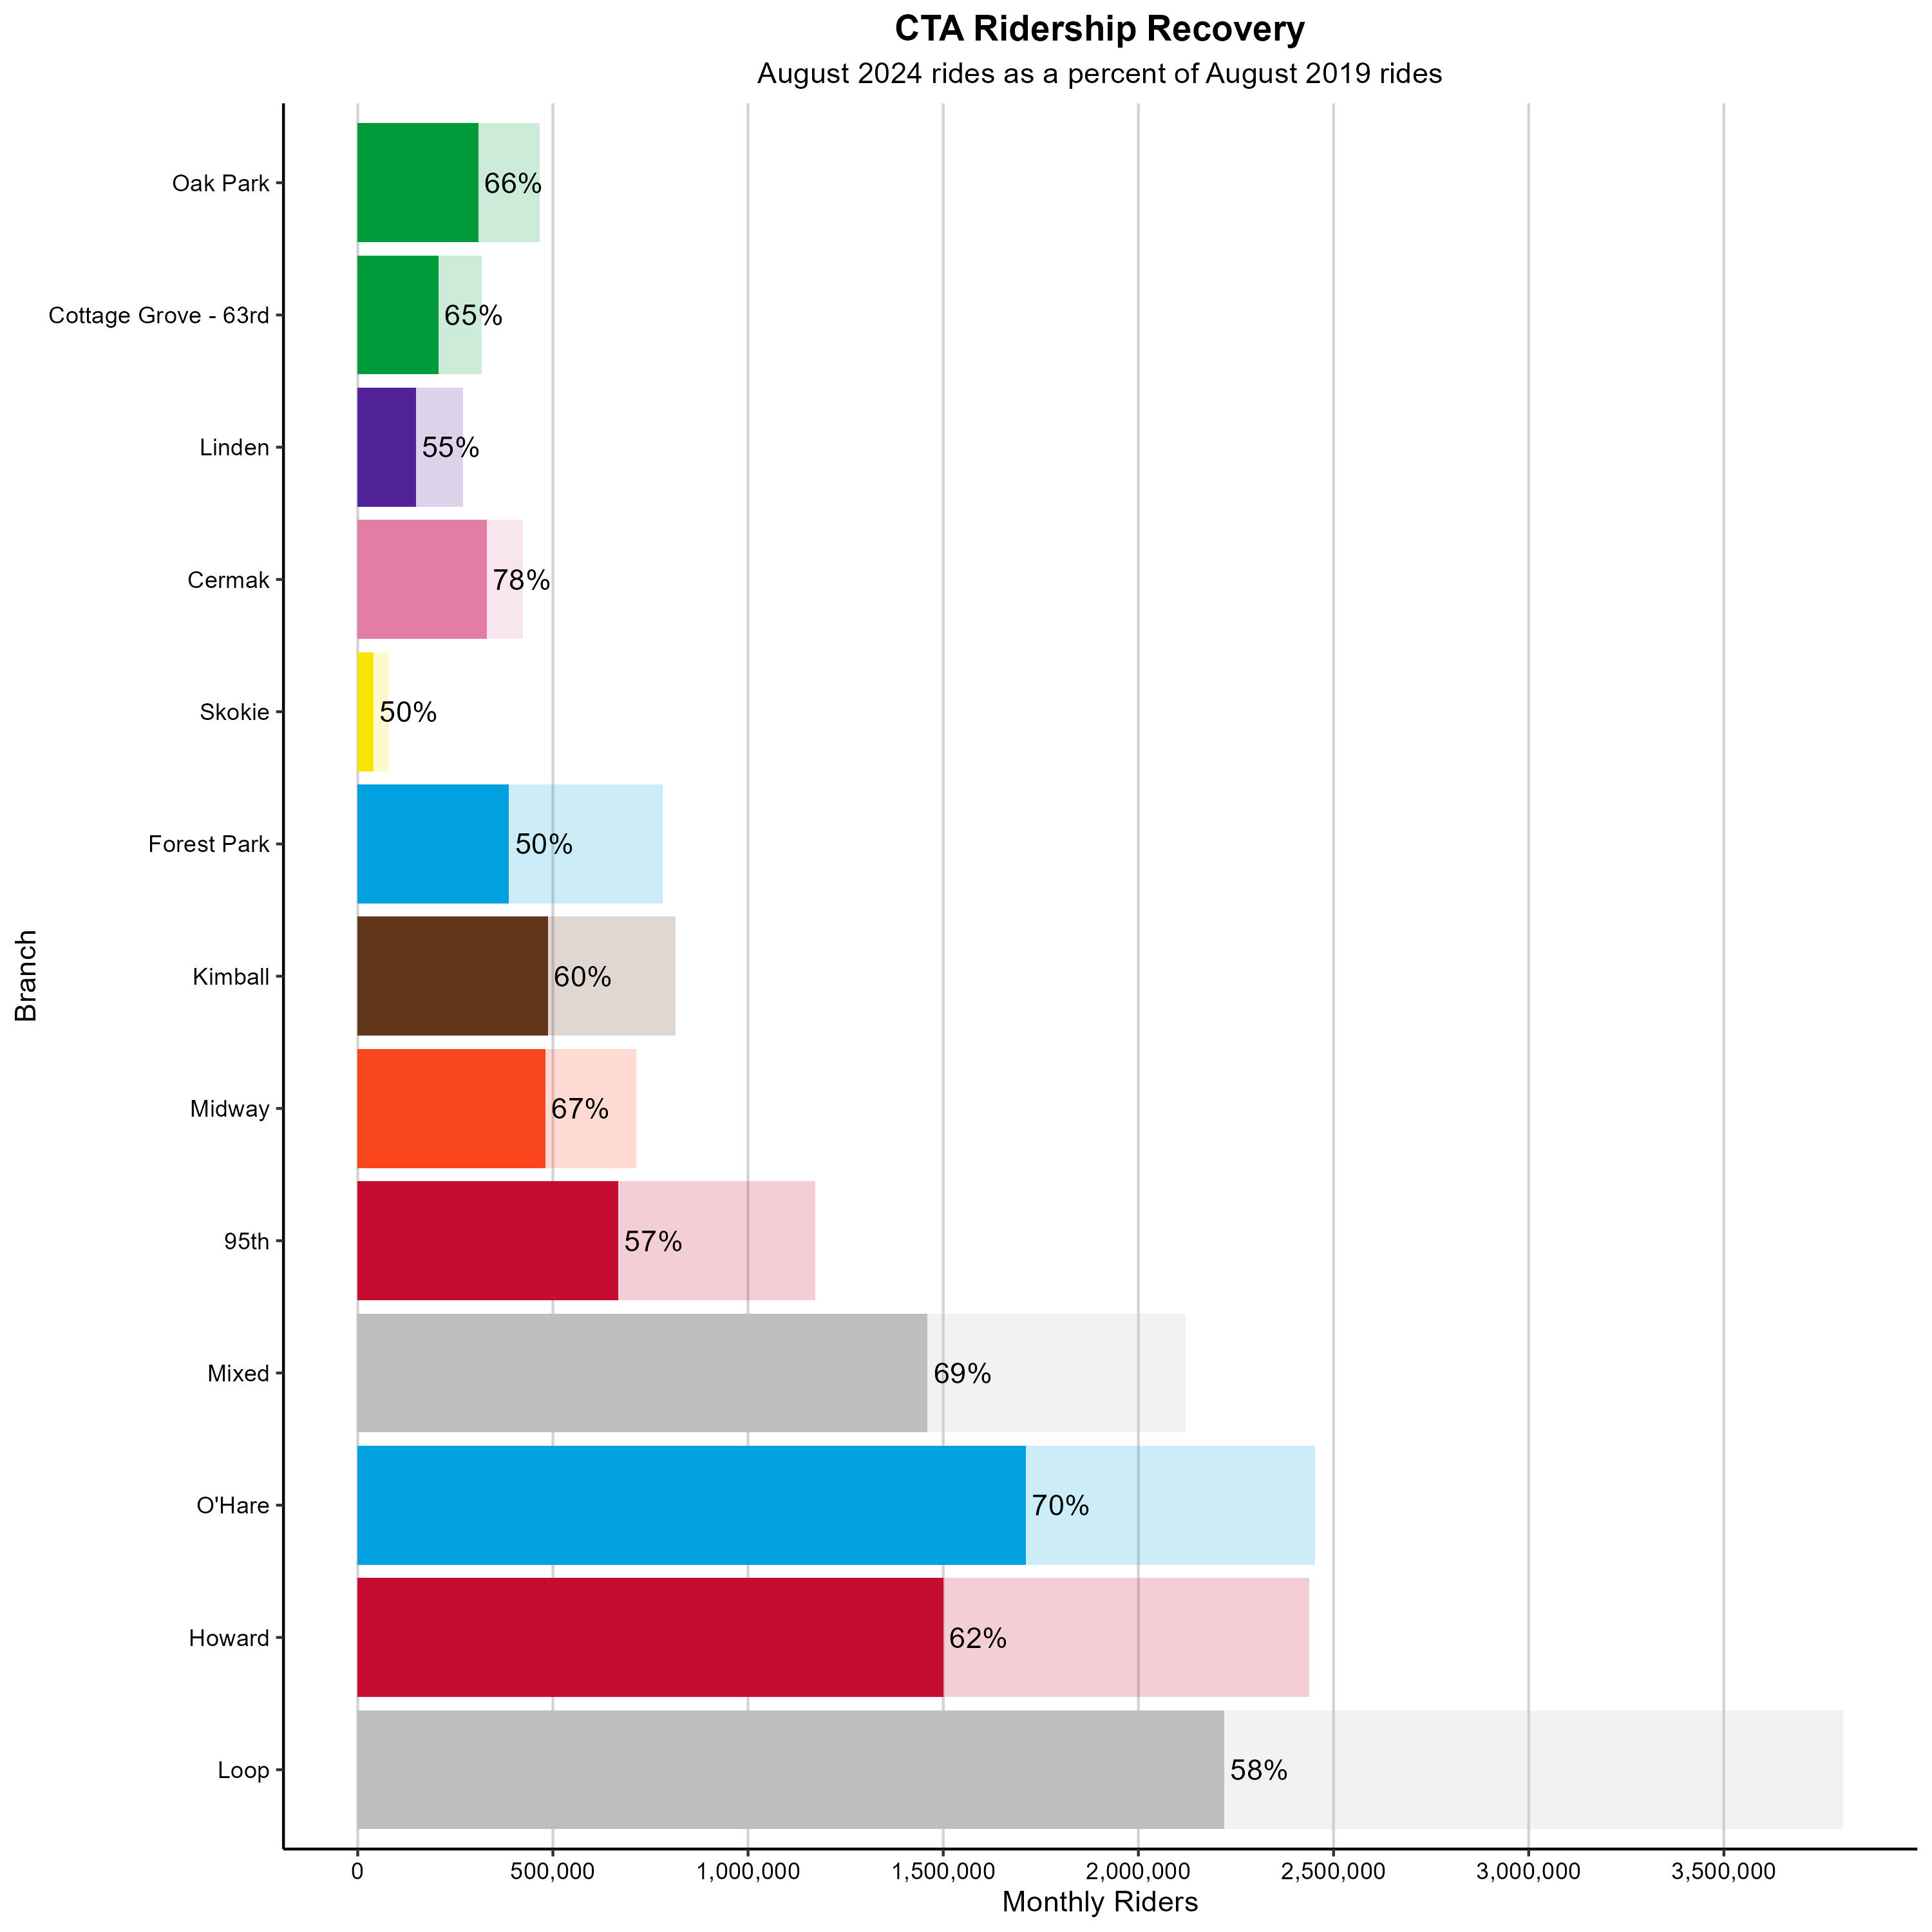 CTA Ridership Recovery
August 2024 rides as a percent of August 2019 rides
Branch
Oak Park
66%
Cottage Grove - 63rd
65%
Linden
55%
Cermak
78%
Skokie
50%
Forest Park
50%
Kimball
60%
Midway
67%
95th
57%
Mixed
69%
O'Hare
70%
Howard
62%
Loop
58%
0 500,000 1,000,000 1,500,000 2,000,000 2,500,000 3,000,000 3,500,000
Monthly Riders